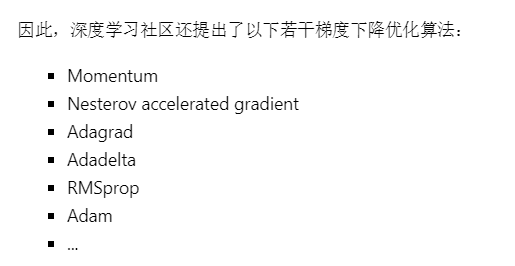 因此，深度学习社区还提出了以下若干梯度下降优化算法：
Momentum
Nesterov accelerated gradient
Adagrad
Adadelta
RMSprop
Adam
...